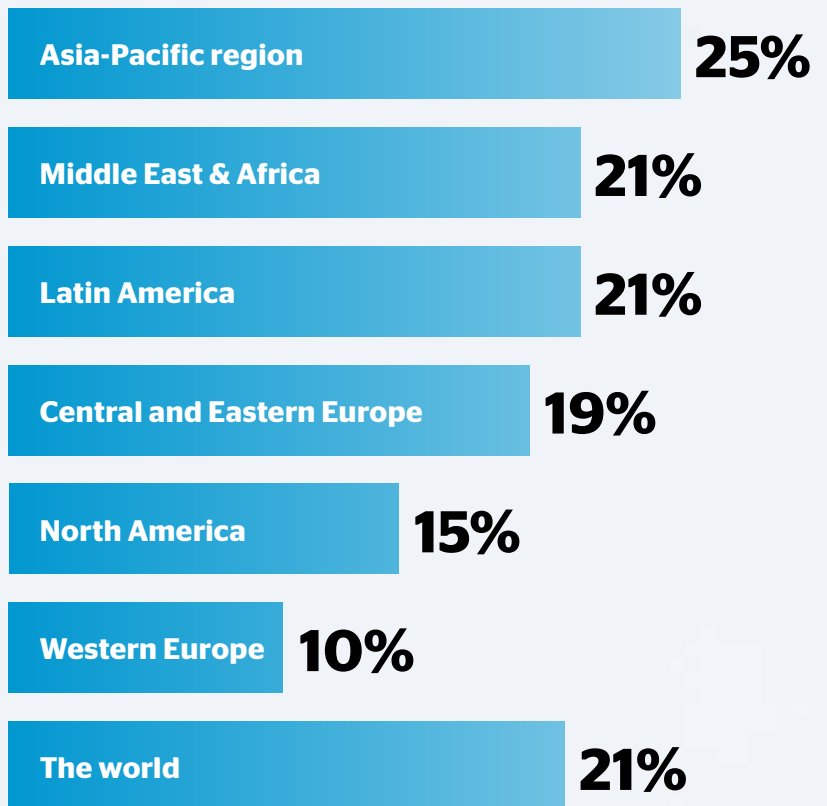 Asia-Pacific region 25%
Middle East & Africa 21%
Latin America 21%
Central and Eastern Europe 19%
North America 15%
Western Europe 10%
The world 21%